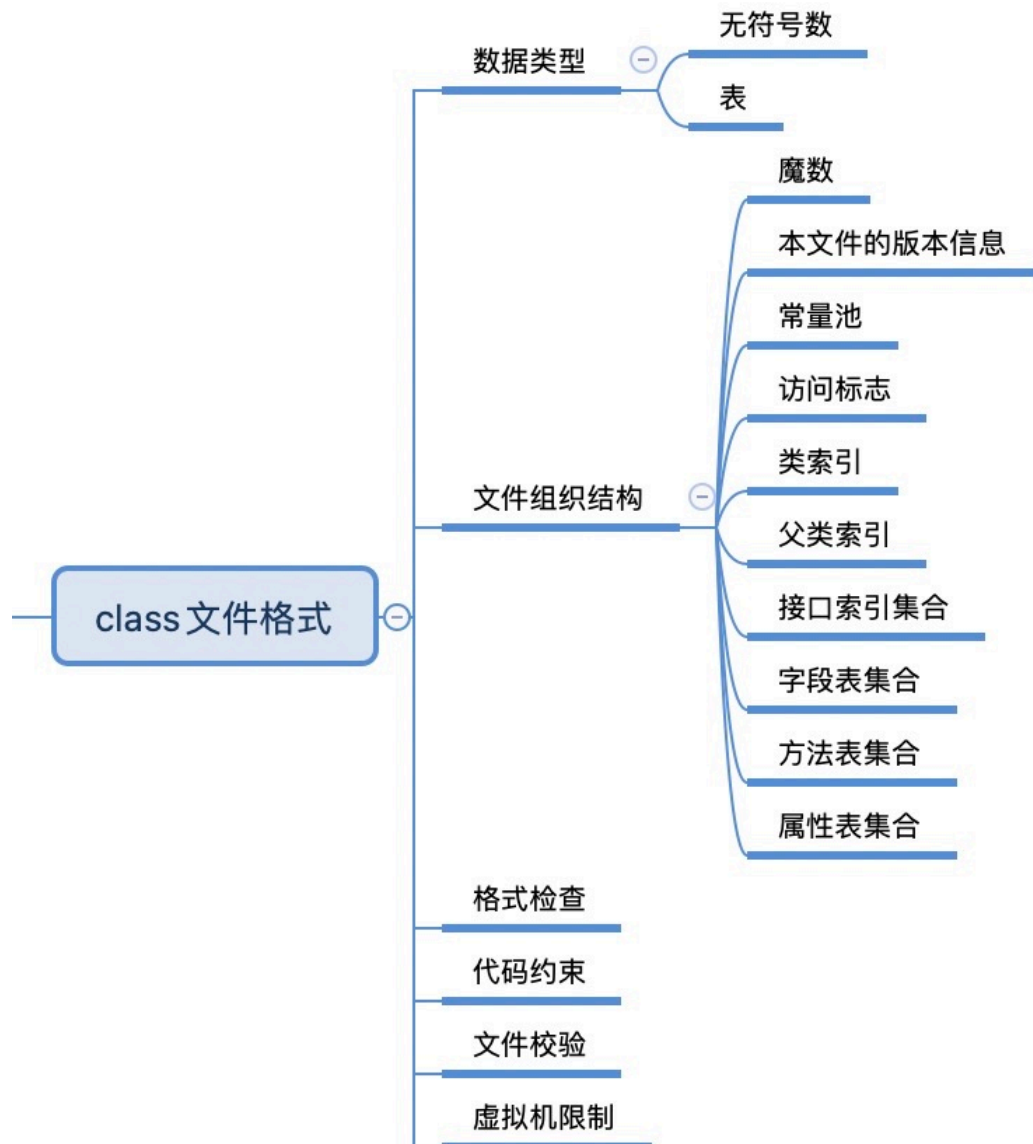 数据类型
无符号数
表
文件组织结构
魔数
本文件的版本信息
常量池
访问标志
类索引
父类索引
接口索引集合
字段表集合
方法表集合
属性表集合
class文件格式
格式检查
代码约束
文件校验
虚拟机限制